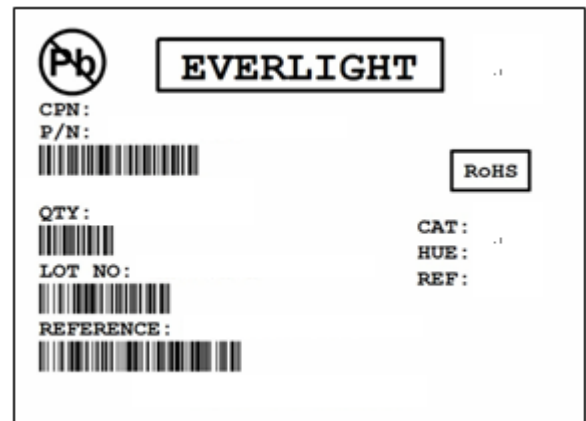 Pb
EVERLIGHT
CPN:
P/N:
RoHS
QTY:
CAT:
HUE:
LOT NO:
REF:
REFERENCE: